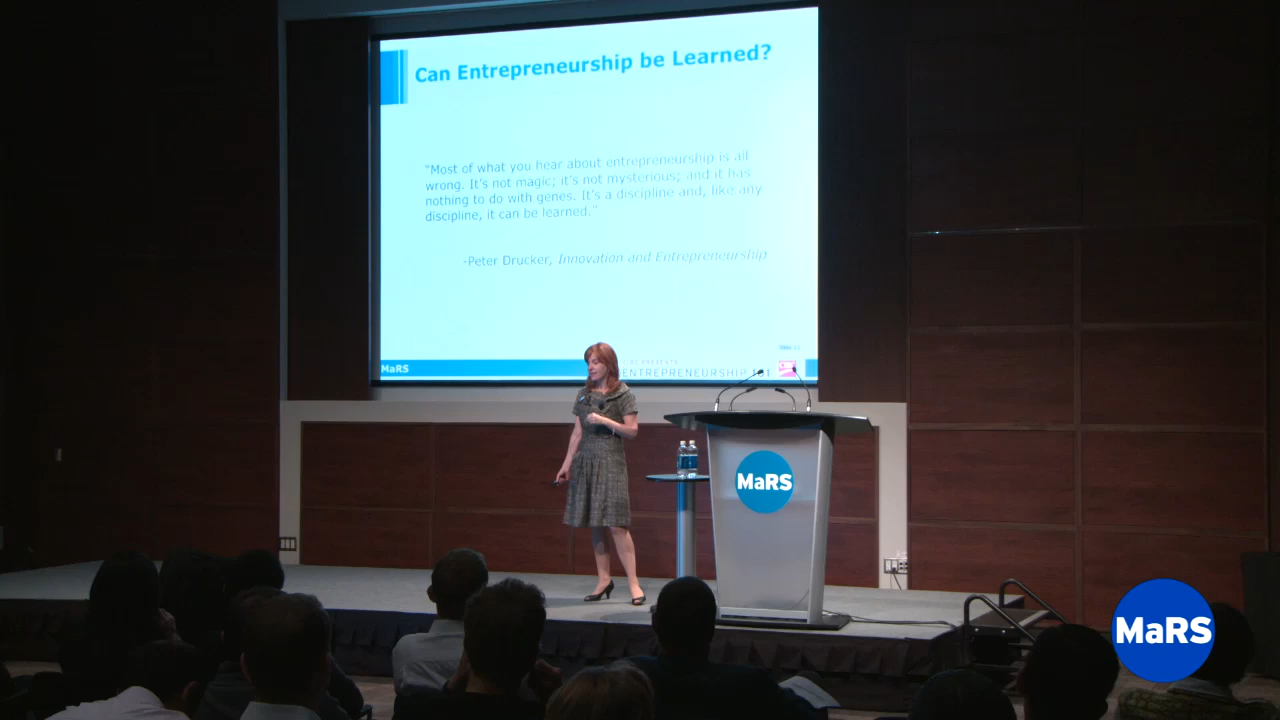 Can Entrepreneurship be Learned?
“Most of what you hear about entrepreneurship is all
wrong. It's not magic; it's not mysterious; and it has
nothing to do with genes. It's a discipline and, like any
discipline, it can be learned.”
-Peter Drucker, Innovation and Entrepreneurship
MaRS
PRESENTS
ENTREPRENEURSHIP 101
MaRS
MaRS